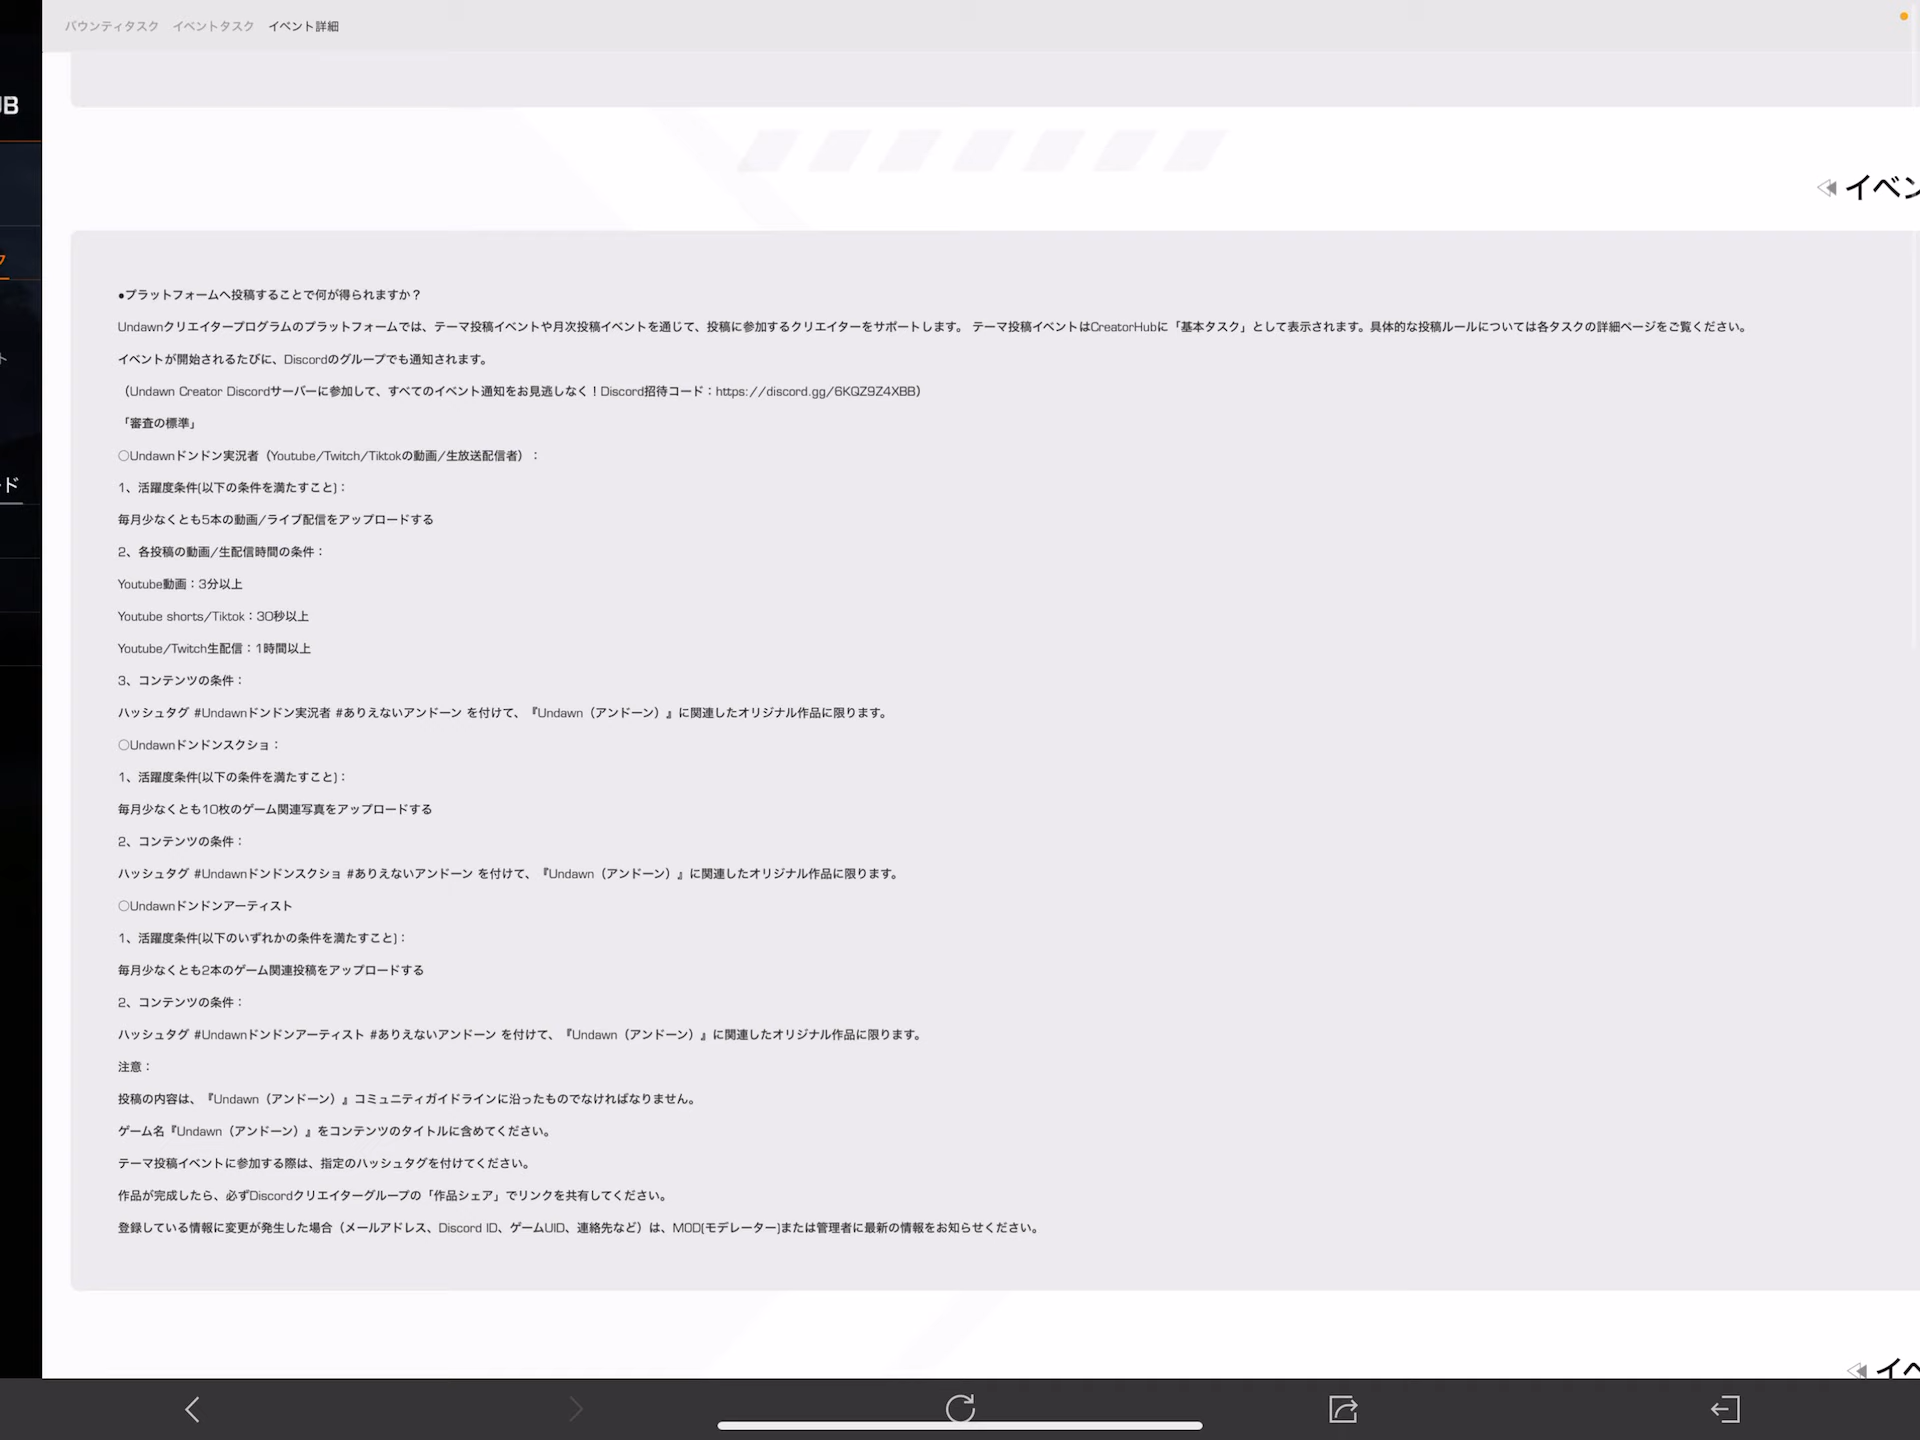 バウンティタスク イベントタスク イベント詳細
●プラットフォームへ投稿することで何が得られますか？
Undawnクリエイタープログラムのプラットフォームでは、テーマ投稿イベントや月次投稿イベントを通じて、投稿に参加するクリエイターをサポートします。 テーマ投稿イベントはCreatorHubに「基本タスク」として表示されます。具体的な投稿ルールについては各タスクの詳細ページをご覧ください。
イベントが開始されるたびに、Discordのグループでも通知されます。
（Undawn Creator Discordサーバーに参加して、すべてのイベント通知をお見逃しなく！Discord招待コード：https://discord.gg/6KQZ9Z4XBB）
「審査の標準」
○Undawnドンドン実況者（Youtube/Twitch/Tiktokの動画/生放送配信者）：
1、活躍度条件(以下の条件を満たすこと)：
毎月少なくとも5本の動画/ライブ配信をアップロードする
2、各投稿の動画/生配信時間の条件：
Youtube動画：3分以上
Youtube shorts/Tiktok：30秒以上
Youtube/Twitch生配信：1時間以上
3、コンテンツの条件：
ハッシュタグ #Undawnドンドン実況者 #ありえないアンドーン を付けて、『Undawn（アンドーン）』に関連したオリジナル作品に限ります。
○Undawnドンドンスクショ：
1、活躍度条件(以下の条件を満たすこと)：
毎月少なくとも10枚のゲーム関連写真をアップロードする
2、コンテンツの条件：
ハッシュタグ #Undawnドンドンスクショ #ありえないアンドーン を付けて、『Undawn（アンドーン）』に関連したオリジナル作品に限ります。
○Undawnドンドンアーティスト
1、活躍度条件(以下のいずれかの条件を満たすこと)：
毎月少なくとも2本のゲーム関連投稿をアップロードする
2、コンテンツの条件：
ハッシュタグ #Undawnドンドンアーティスト #ありえないアンドーン を付けて、『Undawn（アンドーン）』に関連したオリジナル作品に限ります。
注意：
投稿の内容は、『Undawn（アンドーン）』コミュニティガイドラインに沿ったものでなければなりません。
ゲーム名『Undawn（アンドーン）』をコンテンツのタイトルに含めてください。
テーマ投稿イベントに参加する際は、指定のハッシュタグを付けてください。
作品が完成したら、必ずDiscordクリエイターグループの「作品シェア」でリンクを共有してください。
登録している情報に変更が発生した場合（メールアドレス、Discord ID、ゲームUID、連絡先など）は、MOD(モデレーター)または管理者に最新の情報をお知らせください。